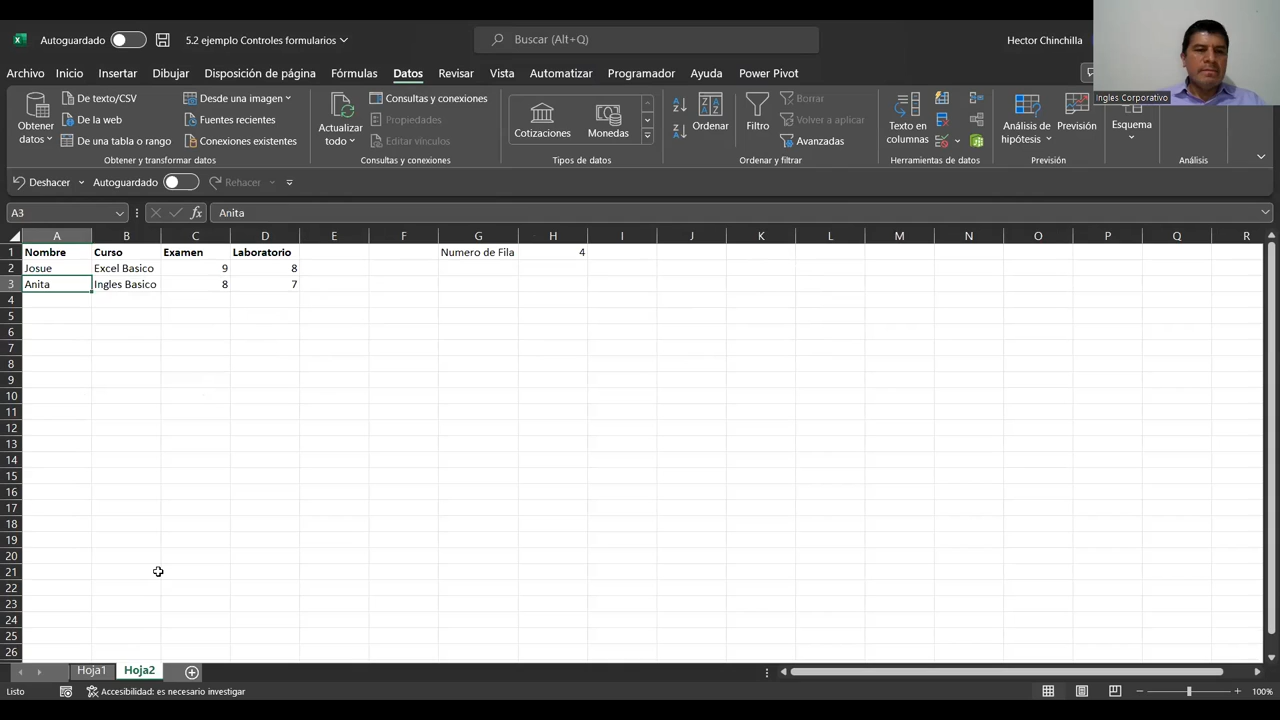 Autoguardado
5.2 ejemplo Controles formularios
Buscar (Alt+Q)
Hector Chinchilla
Ingles Corporativo
Archivo Inicio Insertar Dibujar Disposición de página Fórmulas Datos Revisar Vista Automatizar Programador Ayuda Power Pivot
Obtener datos
De texto/CSV
De la web
De una tabla o rango
Desde una imagen
Fuentes recientes
Conexiones existentes
Obtener y transformar datos
Actualizar todo
Consultas y conexiones
Propiedades
Editar vínculos
Consultas y conexiones
Cotizaciones
Monedas
Tipos de datos
Ordenar
Filtro
Borrar
Volver a aplicar
Avanzadas
Ordenar y filtrar
Texto en columnas
Herramientas de datos
Análisis de hipótesis
Previsión
Previsión
Esquema
Análisis
Deshacer Autoguardado Rehacer
A3 fx Anita
A B C D E F G H I J K L M N O P Q R
1 Nombre Curso Examen Laboratorio Numero de Fila 4
2 Josue Excel Basico 9 8
3 Anita Ingles Basico 8 7
4
5
6
7
8
9
10
11
12
13
14
15
16
17
18
19
20
21
22
23
24
25
26
Hoja1 Hoja2
Listo Accesibilidad: es necesario investigar 100%